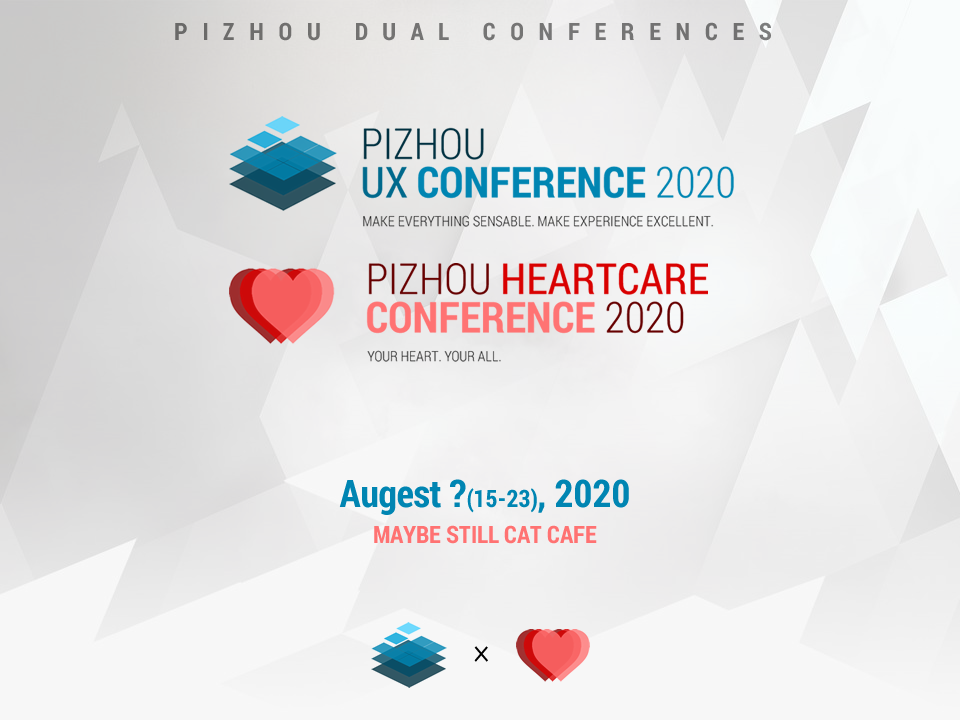 PIZHOU DUAL CONFERENCES
PIZHOU
UX CONFERENCE 2020
MAKE EVERYTHING SENSABLE. MAKE EXPERIENCE EXCELLENT.
PIZHOU HEARTCARE
CONFERENCE 2020
YOUR HEART. YOUR ALL.
Augest ?(15-23), 2020
MAYBE STILL CAT CAFE
X